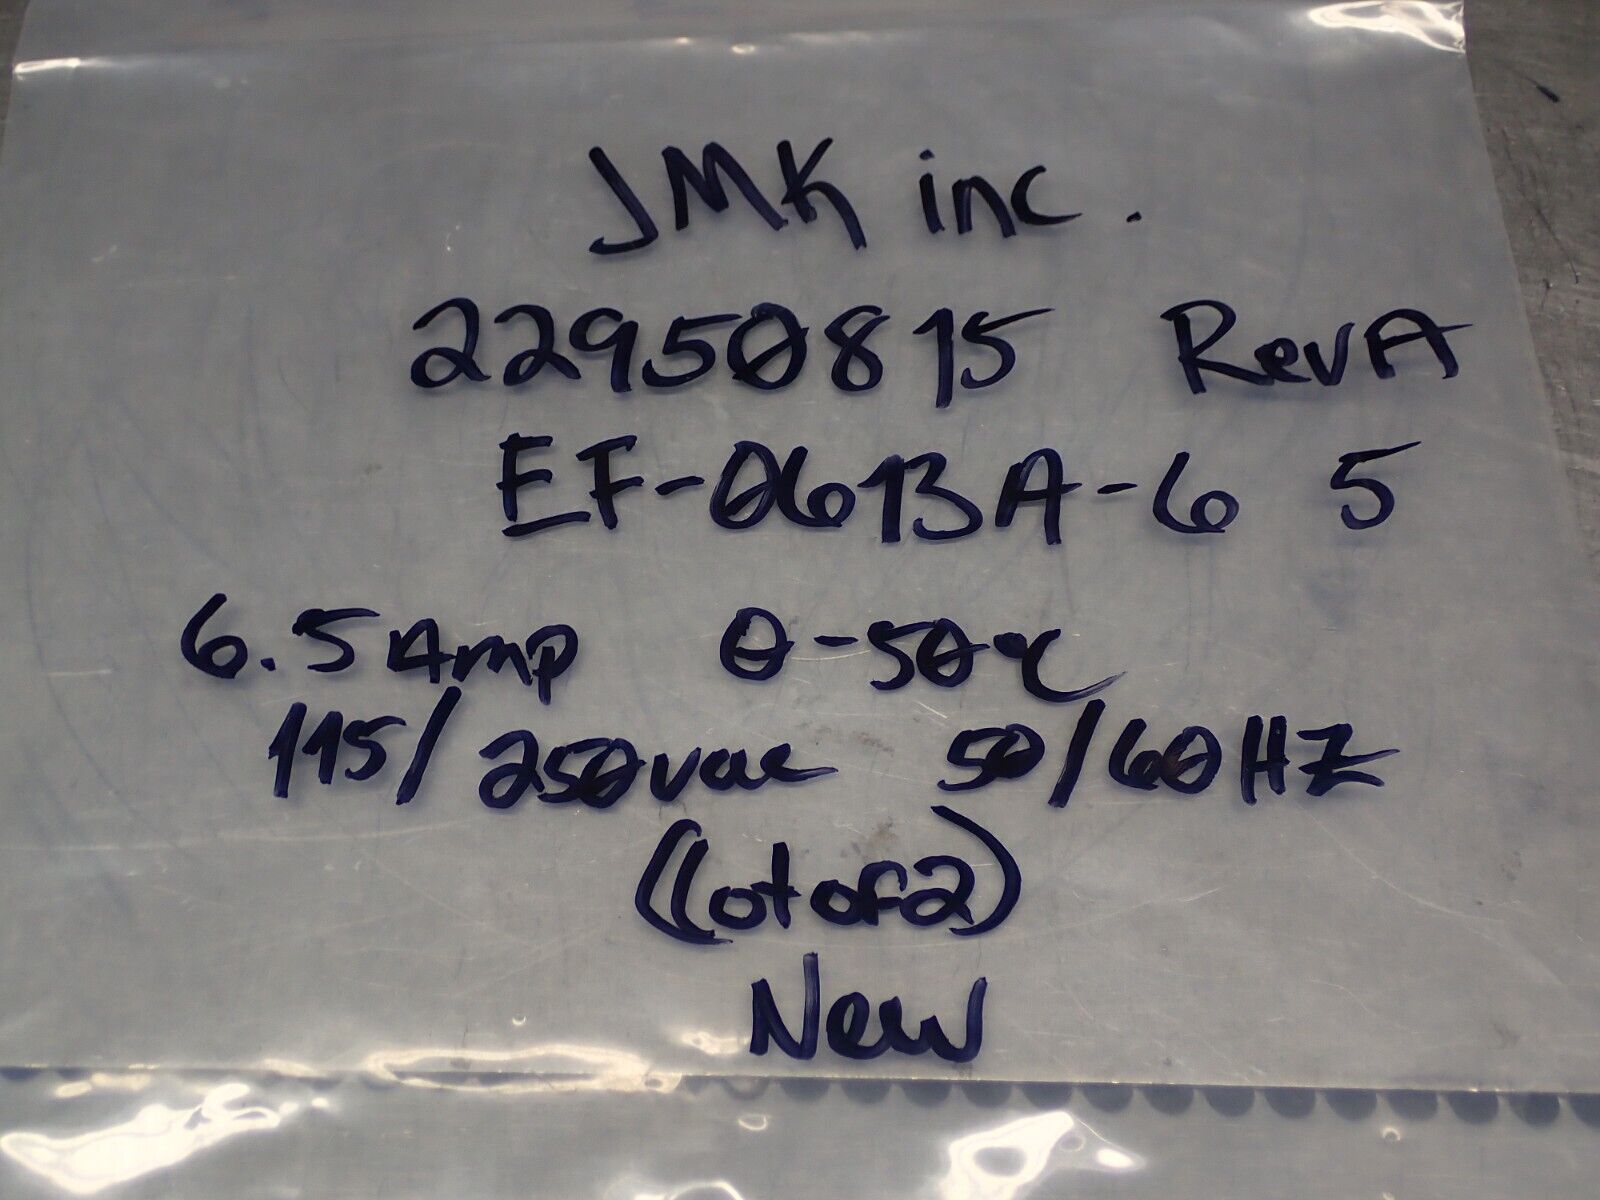 JMK inc.
22950815 RevA
EF-0613A-6 5
6.5 Amp 0-50°C
115/250vac 50/60HZ
(lot of 2)
New